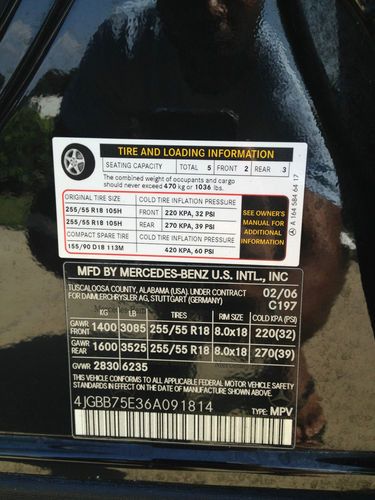 TIRE AND LOADING INFORMATION
SEATING CAPACITY TOTAL 5 FRONT 2 REAR 3
The combined weight of occupants and cargo
should never exceed 470 kg or 1036 lbs.
ORIGINAL TIRE SIZE COLD TIRE INFLATION PRESSURE
255/55 R18 105H FRONT 220 KPA, 32 PSI
255/55 R18 105H REAR 270 KPA, 39 PSI
COMPACT SPARE TIRE COLD TIRE INFLATION PRESSURE
155/90 D18 113M 420 KPA, 60 PSI
SEE OWNER'S
MANUAL FOR
ADDITIONAL
INFORMATION
A 164 584 64 17
MFD BY MERCEDES-BENZ U.S. INTL., INC
TUSCALOOSA COUNTY, ALABAMA (USA). UNDER CONTRACT 02/06
FOR DAIMLERCHRYSLER AG, STUTTGART (GERMANY) C197
KG LB TIRES RIM SIZE COLD KPA (PSI)
GAWR FRONT 1400 3085 255/55 R18 8.0x18 220(32)
GAWR REAR 1600 3525 255/55 R18 8.0x18 270(39)
GVWR 2830 6235
THIS VEHICLE CONFORMS TO ALL APPLICABLE FEDERAL MOTOR VEHICLE SAFETY
STANDARDS IN EFFECT ON THE DATE OF MANUFACTURE SHOWN ABOVE.
4JGBB75E36A091814 TYPE: MPV